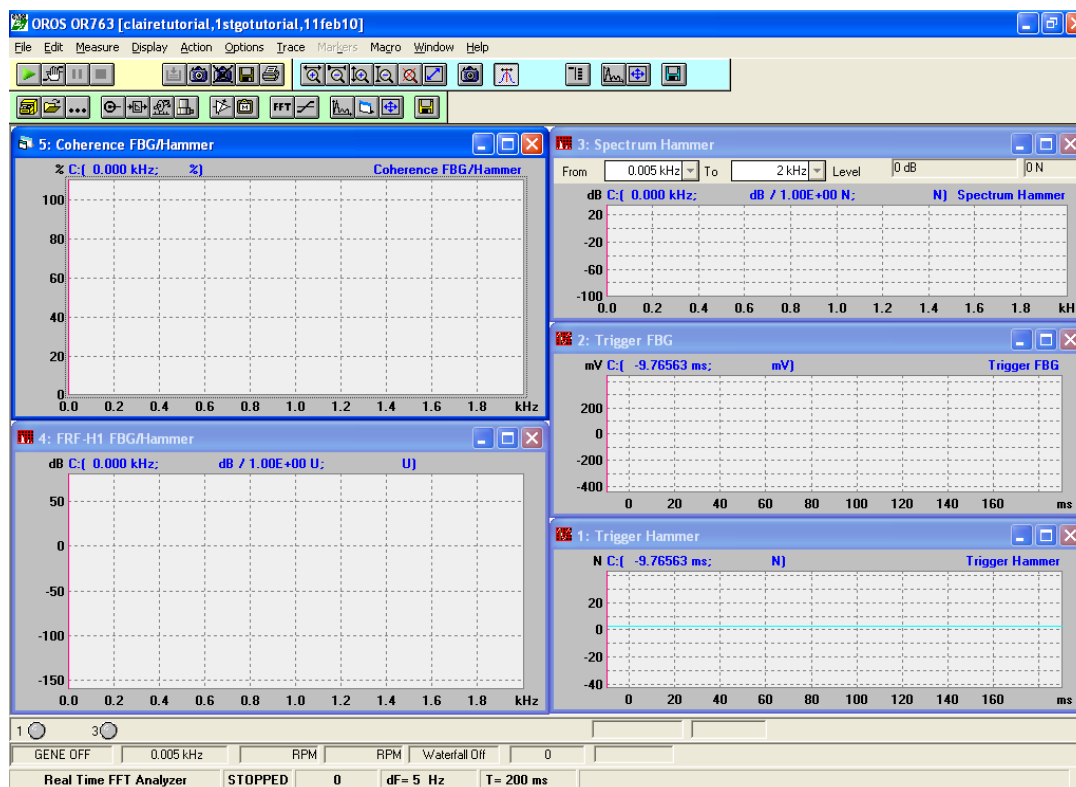 OROS OR763 [clairetutorial,1stgotutorial,11feb10]
File Edit Measure Display Action Options Trace Markers Macro Window Help
FFT
5: Coherence FBG/Hammer
% C:( 0.000 kHz; %) Coherence FBG/Hammer
100
80
60
40
20
0
0.0 0.2 0.4 0.6 0.8 1.0 1.2 1.4 1.6 1.8 kHz
4: FRF-H1 FBG/Hammer
dB C:( 0.000 kHz; dB / 1.00E+00 U; U)
50
0
-50
-100
-150
0.0 0.2 0.4 0.6 0.8 1.0 1.2 1.4 1.6 1.8 kHz
3: Spectrum Hammer
From 0.005 kHz To 2 kHz Level 0 dB 0 N
dB C:( 0.000 kHz; dB / 1.00E+00 N; N) Spectrum Hammer
20
-20
-60
-100
0.0 0.2 0.4 0.6 0.8 1.0 1.2 1.4 1.6 1.8 kH
2: Trigger FBG
mV C:( -9.76563 ms; mV) Trigger FBG
200
0
-200
-400
0 20 40 60 80 100 120 140 160 ms
1: Trigger Hammer
N C:( -9.76563 ms; N) Trigger Hammer
20
0
-20
-40
0 20 40 60 80 100 120 140 160 ms
1 3
GENE OFF 0.005 kHz RPM RPM Waterfall Off 0
Real Time FFT Analyzer STOPPED 0 dF= 5 Hz T= 200 ms